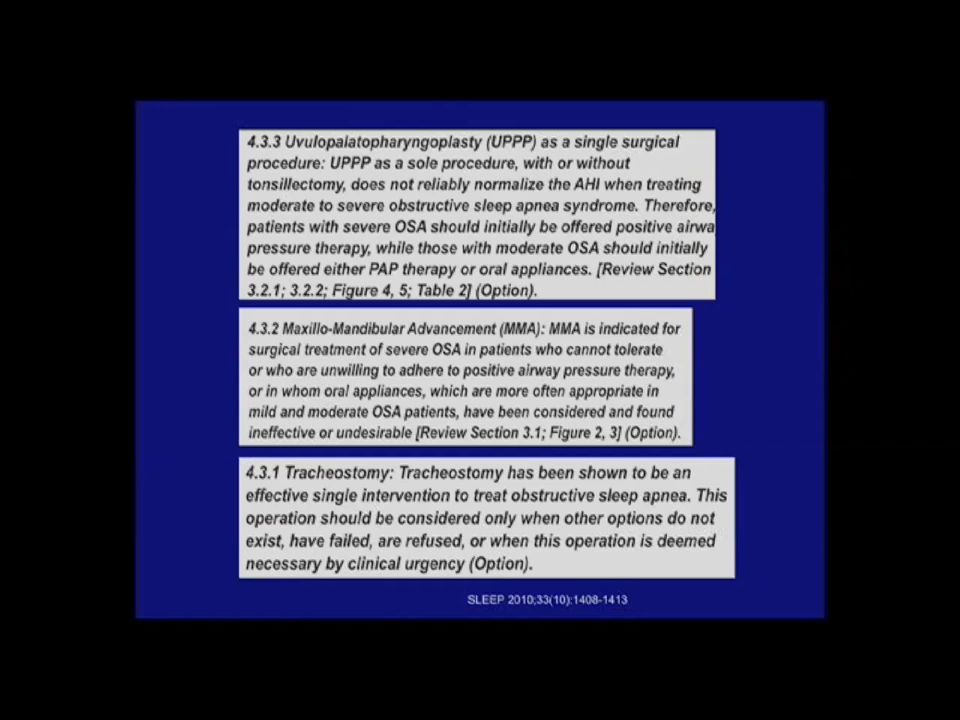 4.3.3 Uvulopalatopharyngoplasty (UPPP) as a single surgical
procedure: UPPP as a sole procedure, with or without
tonsillectomy, does not reliably normalize the AHI when treating
moderate to severe obstructive sleep apnea syndrome. Therefore,
patients with severe OSA should initially be offered positive airwa
pressure therapy, while those with moderate OSA should initially
be offered either PAP therapy or oral appliances. [Review Section
3.2.1; 3.2.2; Figure 4, 5; Table 2] (Option).
4.3.2 Maxillo-Mandibular Advancement (MMA): MMA is indicated for
surgical treatment of severe OSA in patients who cannot tolerate
or who are unwilling to adhere to positive airway pressure therapy,
or in whom oral appliances, which are more often appropriate in
mild and moderate OSA patients, have been considered and found
ineffective or undesirable [Review Section 3.1; Figure 2, 3] (Option).
4.3.1 Tracheostomy: Tracheostomy has been shown to be an
effective single intervention to treat obstructive sleep apnea. This
operation should be considered only when other options do not
exist, have failed, are refused, or when this operation is deemed
necessary by clinical urgency (Option).
SLEEP 2010;33(10):1408-1413